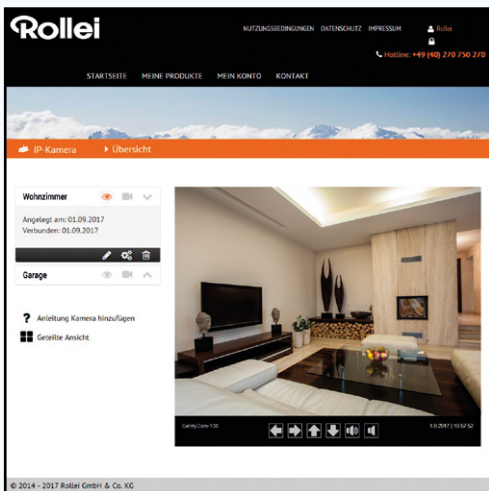 Rollei
NUTZUNGSBEDINGUNGEN DATENSCHUTZ IMPRESSUM Rollei
Hotline: +49 (40) 270 750 270
STARTSEITE MEINE PRODUKTE MEIN KONTO KONTAKT
IP-Kamera Übersicht
Wohnzimmer
Angelegt am: 01.09.2017
Verbunden: 01.09.2017
Garage
? Anleitung Kamera hinzufügen
Geteilte Ansicht
SafetyCam-100
1.9.2017 | 10:52:52
© 2014 - 2017 Rollei GmbH & Co. KG